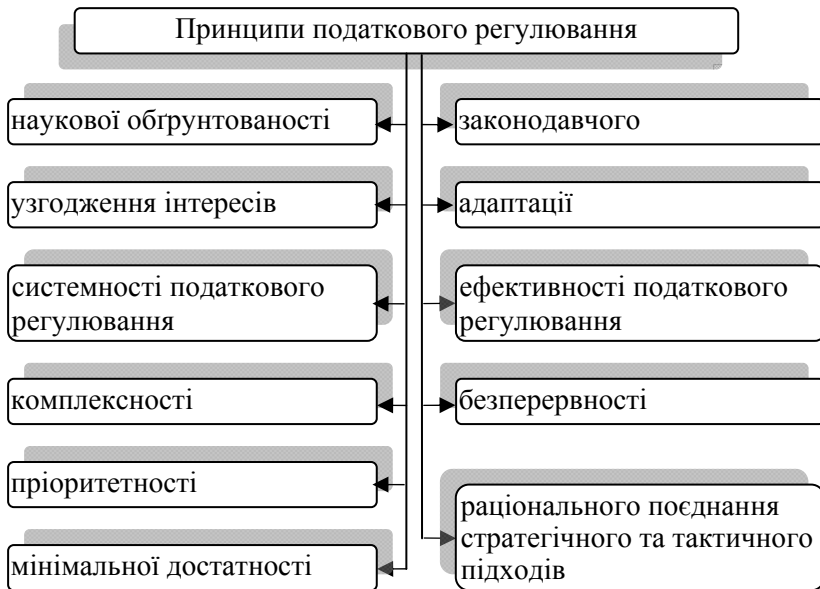 Принципи податкового регулювання
наукової обґрунтованості
законодавчого
узгодження інтересів
адаптації
системності податкового
регулювання
ефективності податкового
регулювання
комплексності
безперервності
пріоритетності
раціонального поєднання
стратегічного та тактичного
підходів
мінімальної достатності